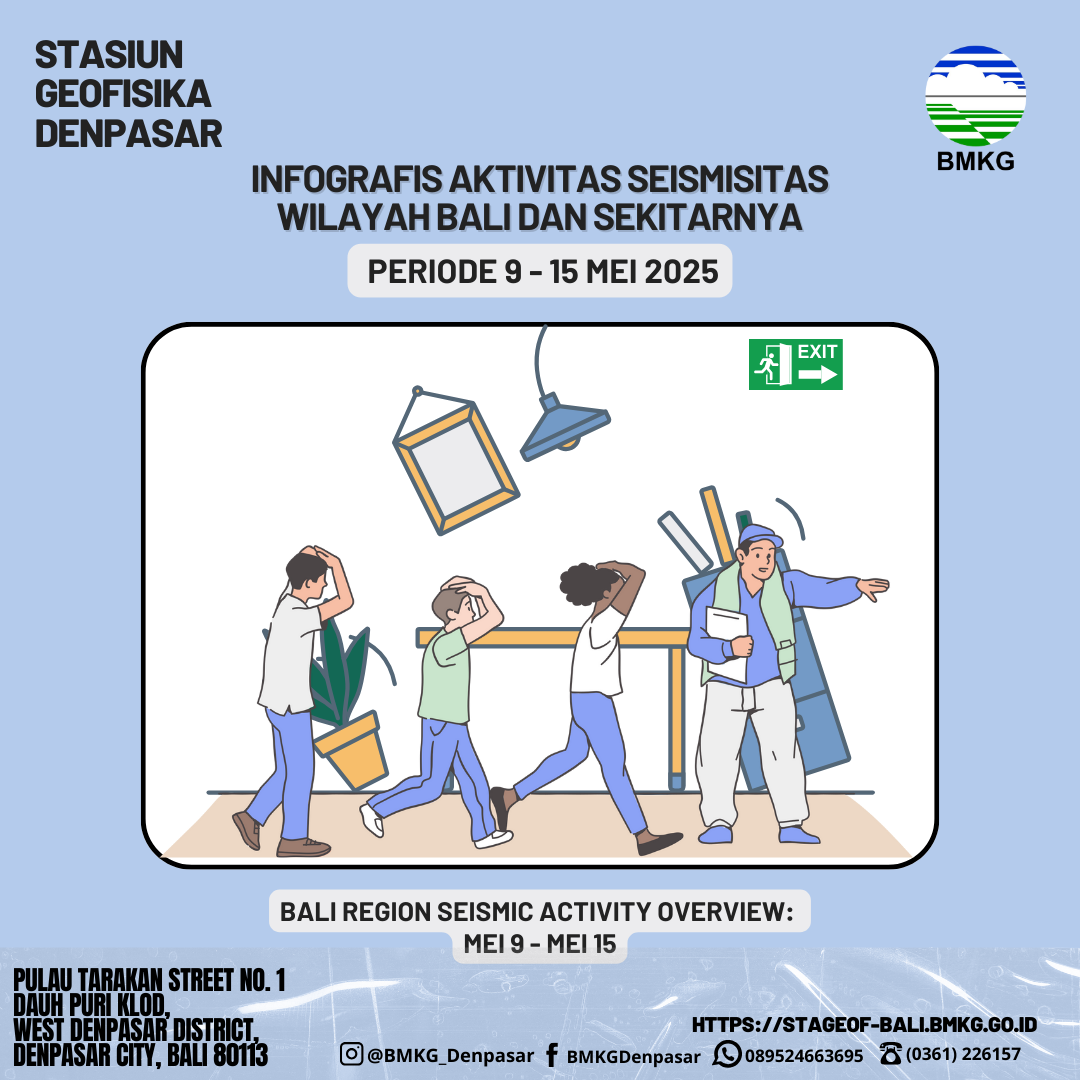 STASIUN
GEOFISIKA
DENPASAR
BMKG
INFOGRAFIS AKTIVITAS SEISMISITAS
WILAYAH BALI DAN SEKITARNYA
PERIODE 9 - 15 MEI 2025
EXIT
BALI REGION SEISMIC ACTIVITY OVERVIEW:
MEI 9 - MEI 15
PULAU TARAKAN STREET NO. 1
DAUH PURI KLOD,
WEST DENPASAR DISTRICT,
DENPASAR CITY, BALI 80113
HTTPS://STAGEOF-BALI.BMKG.GO.ID
@BMKG_Denpasar BMKGDenpasar 089524663695 (0361) 226157